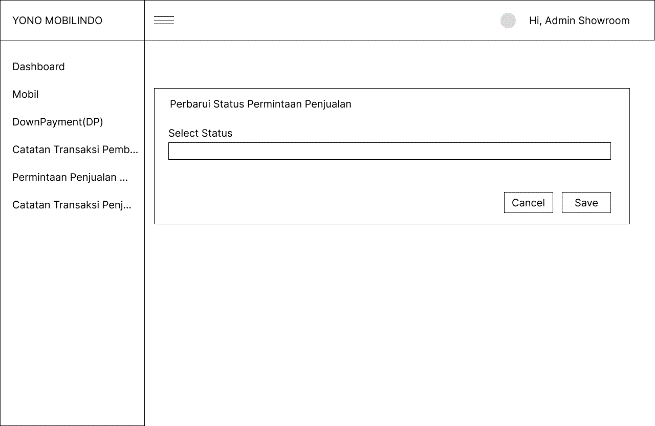 YONO MOBILINDO
Hi, Admin Showroom
Dashboard
Mobil
DownPayment(DP)
Catatan Transaksi Pemb...
Permintaan Penjualan ...
Catatan Transaksi Penj...
Perbarui Status Permintaan Penjualan
Select Status
Cancel
Save